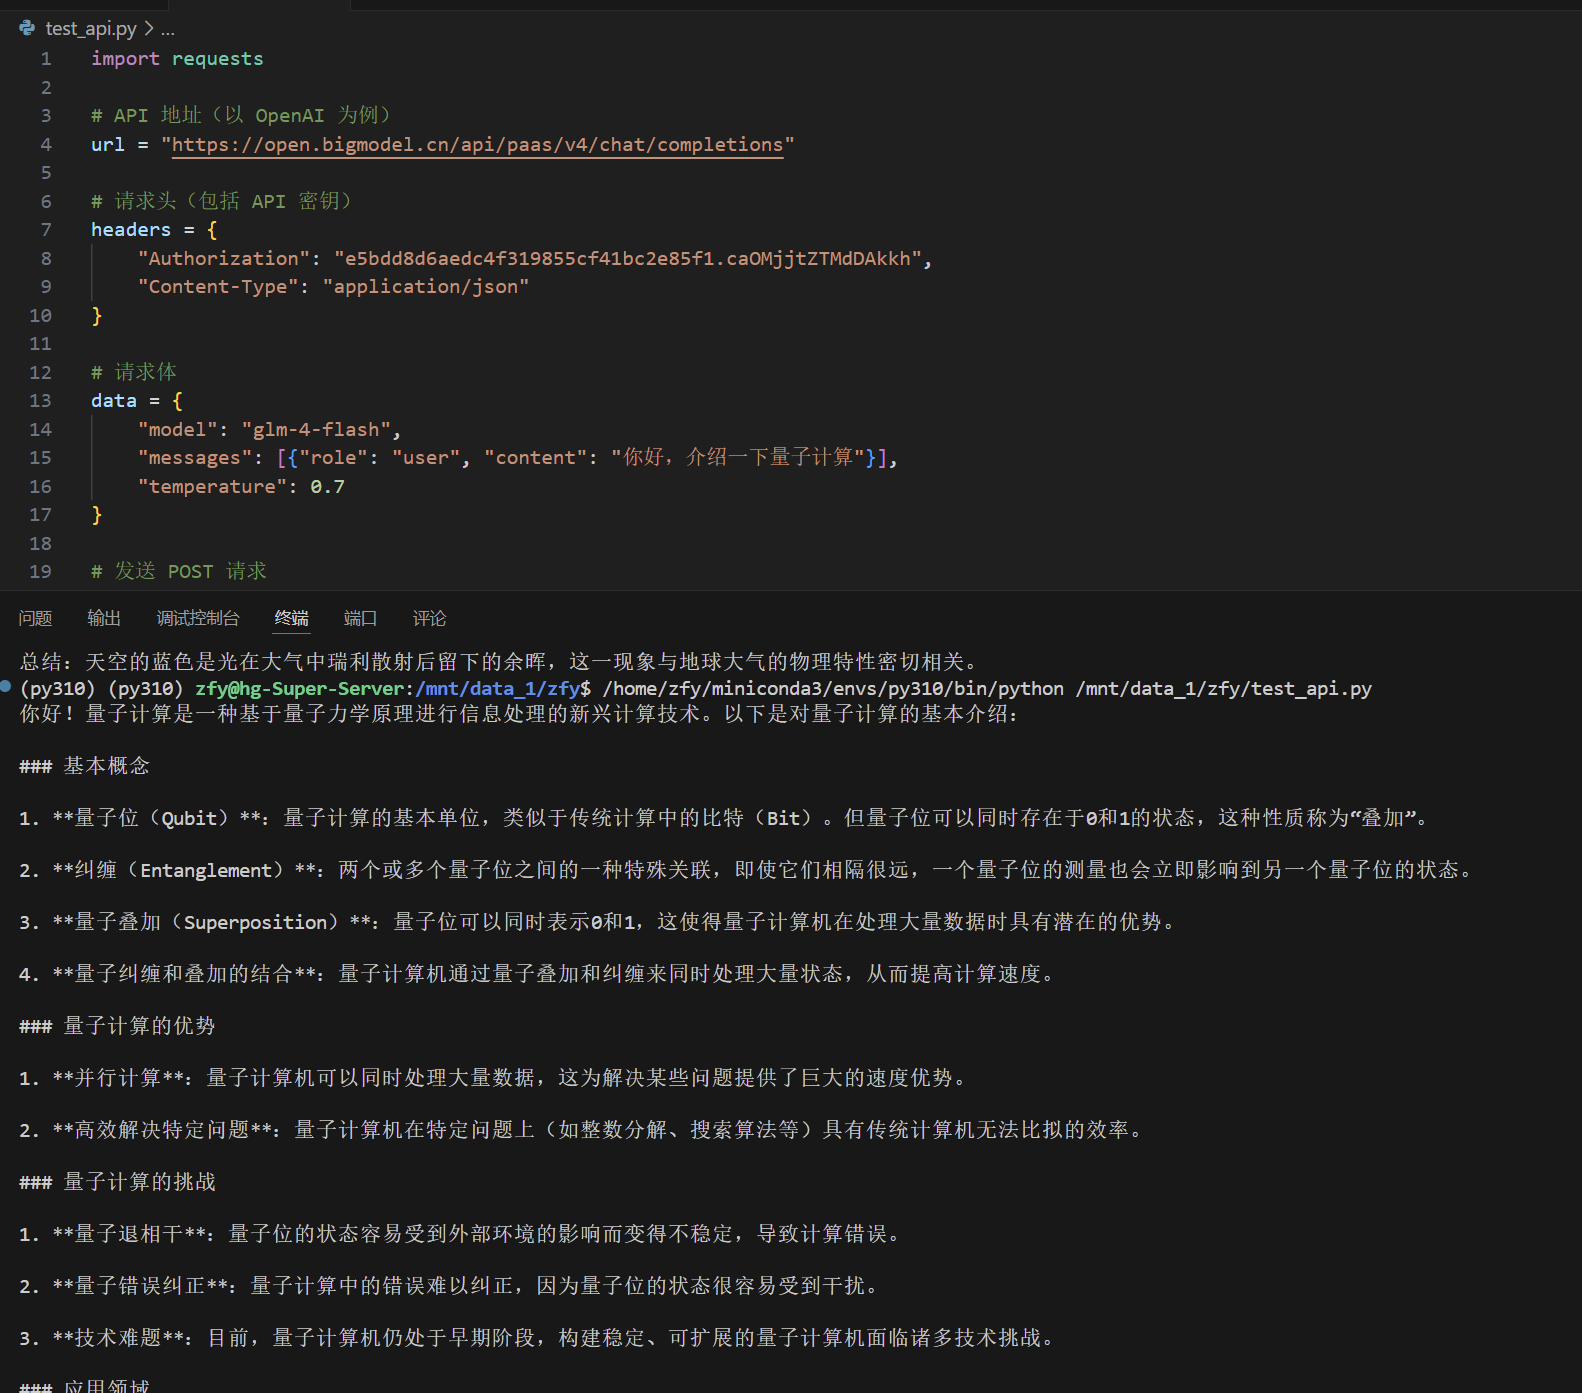 test_api.py > ...
1 import requests
2
3 # API 地址（以 OpenAI 为例）
4 url = "https://open.bigmodel.cn/api/paas/v4/chat/completions"
5
6 # 请求头（包括 API 密钥）
7 headers = {
8     "Authorization": "e5bdd8d6aedc4f319855cf41bc2e85f1.caOMjjtZTMdDAkkh",
9     "Content-Type": "application/json"
10 }
11
12 # 请求体
13 data = {
14     "model": "glm-4-flash",
15     "messages": [{"role": "user", "content": "你好，介绍一下量子计算"}],
16     "temperature": 0.7
17 }
18
19 # 发送 POST 请求
问题 输出 调试控制台 终端 端口 评论
总结：天空的蓝色是光在大气中瑞利散射后留下的余晖，这一现象与地球大气的物理特性密切相关。
(py310) (py310) zfy@hg-Super-Server:/mnt/data_1/zfy$ /home/zfy/miniconda3/envs/py310/bin/python /mnt/data_1/zfy/test_api.py
你好！量子计算是一种基于量子力学原理进行信息处理的新兴计算技术。以下是对量子计算的基本介绍：
### 基本概念
1. **量子位（Qubit）**：量子计算的基本单位，类似于传统计算中的比特（Bit）。但量子位可以同时存在于0和1的状态，这种性质称为“叠加”。
2. **纠缠（Entanglement）**：两个或多个量子位之间的一种特殊关联，即使它们相隔很远，一个量子位的测量也会立即影响到另一个量子位的状态。
3. **量子叠加（Superposition）**：量子位可以同时表示0和1，这使得量子计算机在处理大量数据时具有潜在的优势。
4. **量子纠缠和叠加的结合**：量子计算机通过量子叠加和纠缠来同时处理大量状态，从而提高计算速度。
### 量子计算的优势
1. **并行计算**：量子计算机可以同时处理大量数据，这为解决某些问题提供了巨大的速度优势。
2. **高效解决特定问题**：量子计算机在特定问题上（如整数分解、搜索算法等）具有传统计算机无法比拟的效率。
### 量子计算的挑战
1. **量子退相干**：量子位的状态容易受到外部环境的影响而变得不稳定，导致计算错误。
2. **量子错误纠正**：量子计算中的错误难以纠正，因为量子位的状态很容易受到干扰。
3. **技术难题**：目前，量子计算机仍处于早期阶段，构建稳定、可扩展的量子计算机面临诸多技术挑战。
### 应用领域